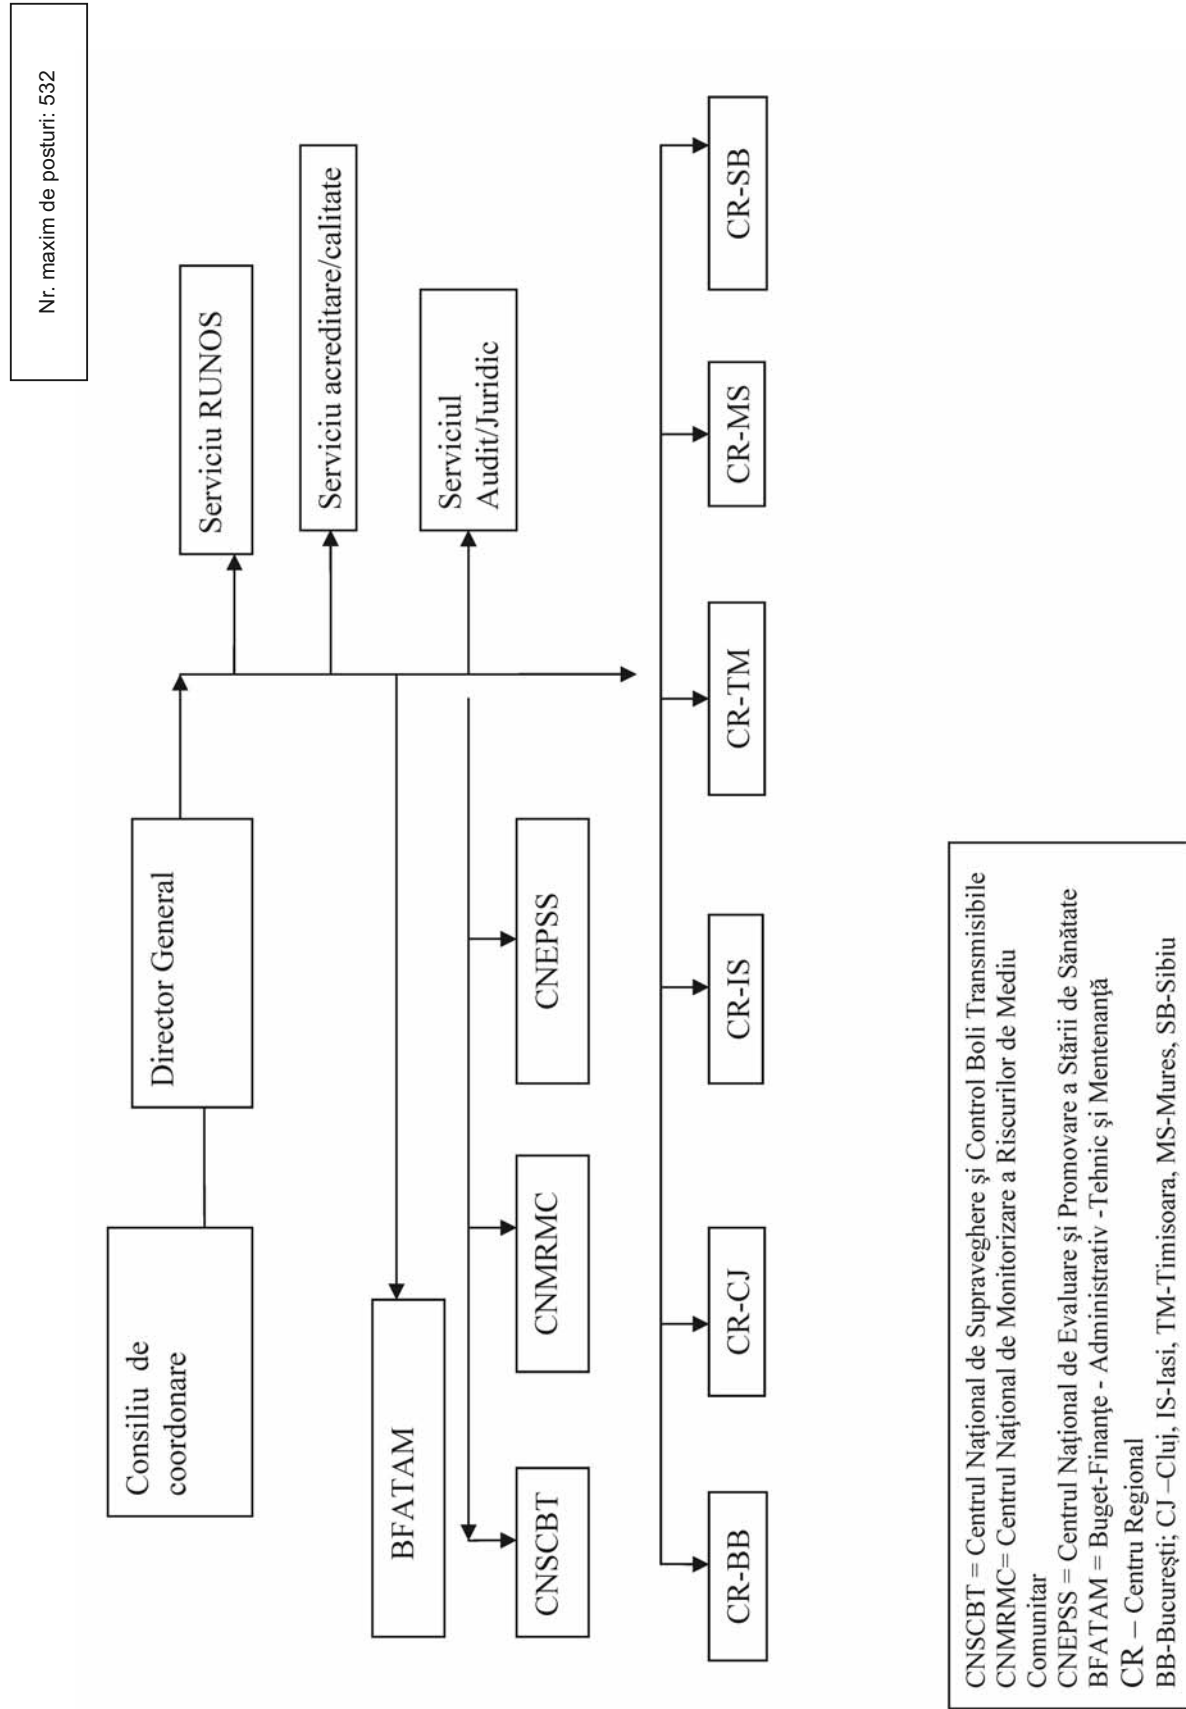 Nr. maxim de posturi: 532
Consiliu de
coordonare
Director General
Serviciu RUNOS
Serviciu acreditare/calitate
BFATAM
Serviciul
Audit/Juridic
CNSCBT
CNMRMC
CNEPSS
CR-BB
CR-CJ
CR-IS
CR-TM
CR-MS
CR-SB
CNSCBT = Centrul Naţional de Supraveghere şi Control Boli Transmisibile
CNMRMC= Centrul Naţional de Monitorizare a Riscurilor de Mediu
Comunitar
CNEPSS = Centrul Naţional de Evaluare şi Promovare a Stării de Sănătate
BFATAM = Buget-Finanţe - Administrativ -Tehnic şi Mentenanţă
CR – Centru Regional
BB-Bucureşti; CJ –Cluj, IS-Iasi, TM-Timisoara, MS-Mures, SB-Sibiu